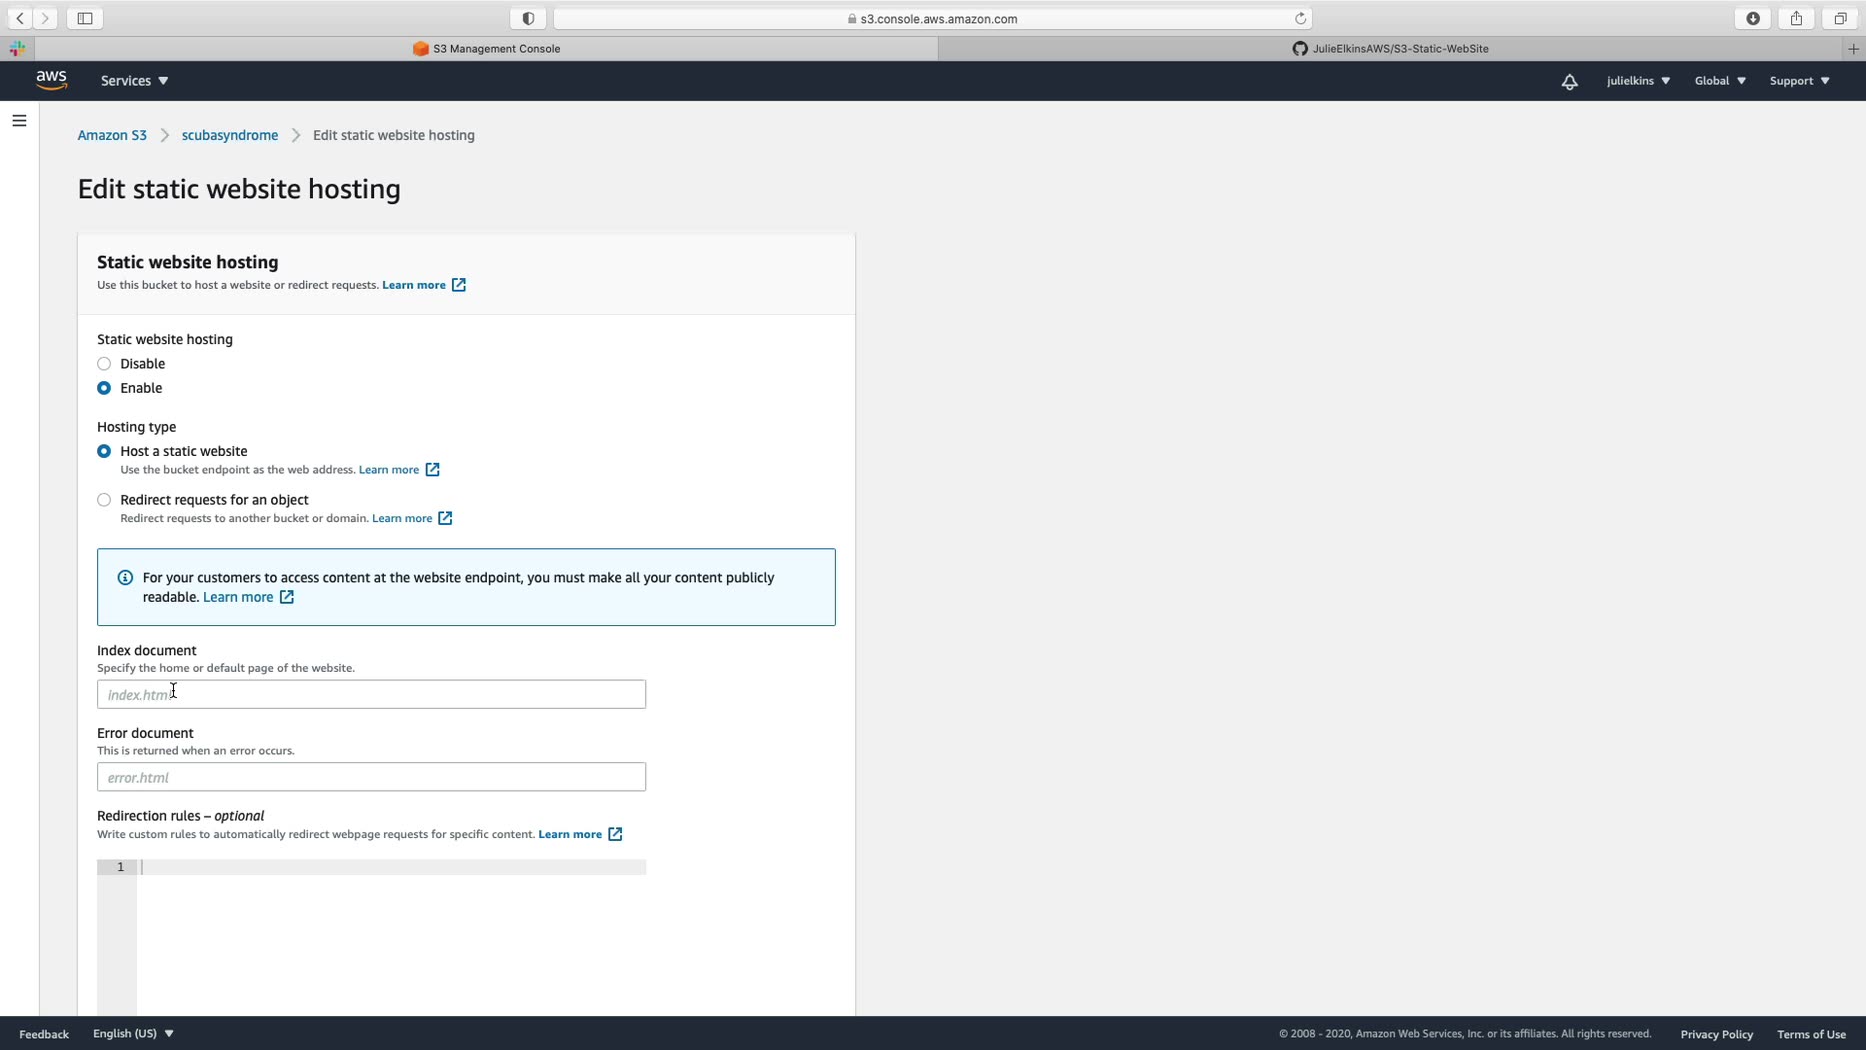 s3.console.aws.amazon.com
S3 Management Console
JulieElkinsAWS/S3-Static-WebSite
aws
Services
julielkins
Global
Support
Amazon S3
scubasyndrome
Edit static website hosting
Edit static website hosting
Static website hosting
Use this bucket to host a website or redirect requests. Learn more
Static website hosting
Disable
Enable
Hosting type
Host a static website
Use the bucket endpoint as the web address. Learn more
Redirect requests for an object
Redirect requests to another bucket or domain. Learn more
For your customers to access content at the website endpoint, you must make all your content publicly
readable. Learn more
Index document
Specify the home or default page of the website.
index.html
Error document
This is returned when an error occurs.
error.html
Redirection rules – optional
Write custom rules to automatically redirect webpage requests for specific content. Learn more
1
Feedback
English (US)
© 2008 - 2020, Amazon Web Services, Inc. or its affiliates. All rights reserved.
Privacy Policy
Terms of Use